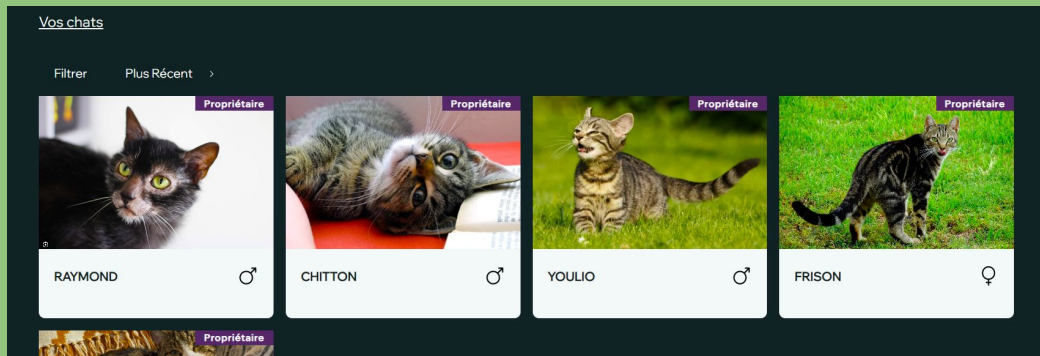 Vos chats
Filtrer Plus Récent >
Propriétaire Propriétaire Propriétaire Propriétaire
RAYMOND CHITTON YOULIO FRISON
Propriétaire